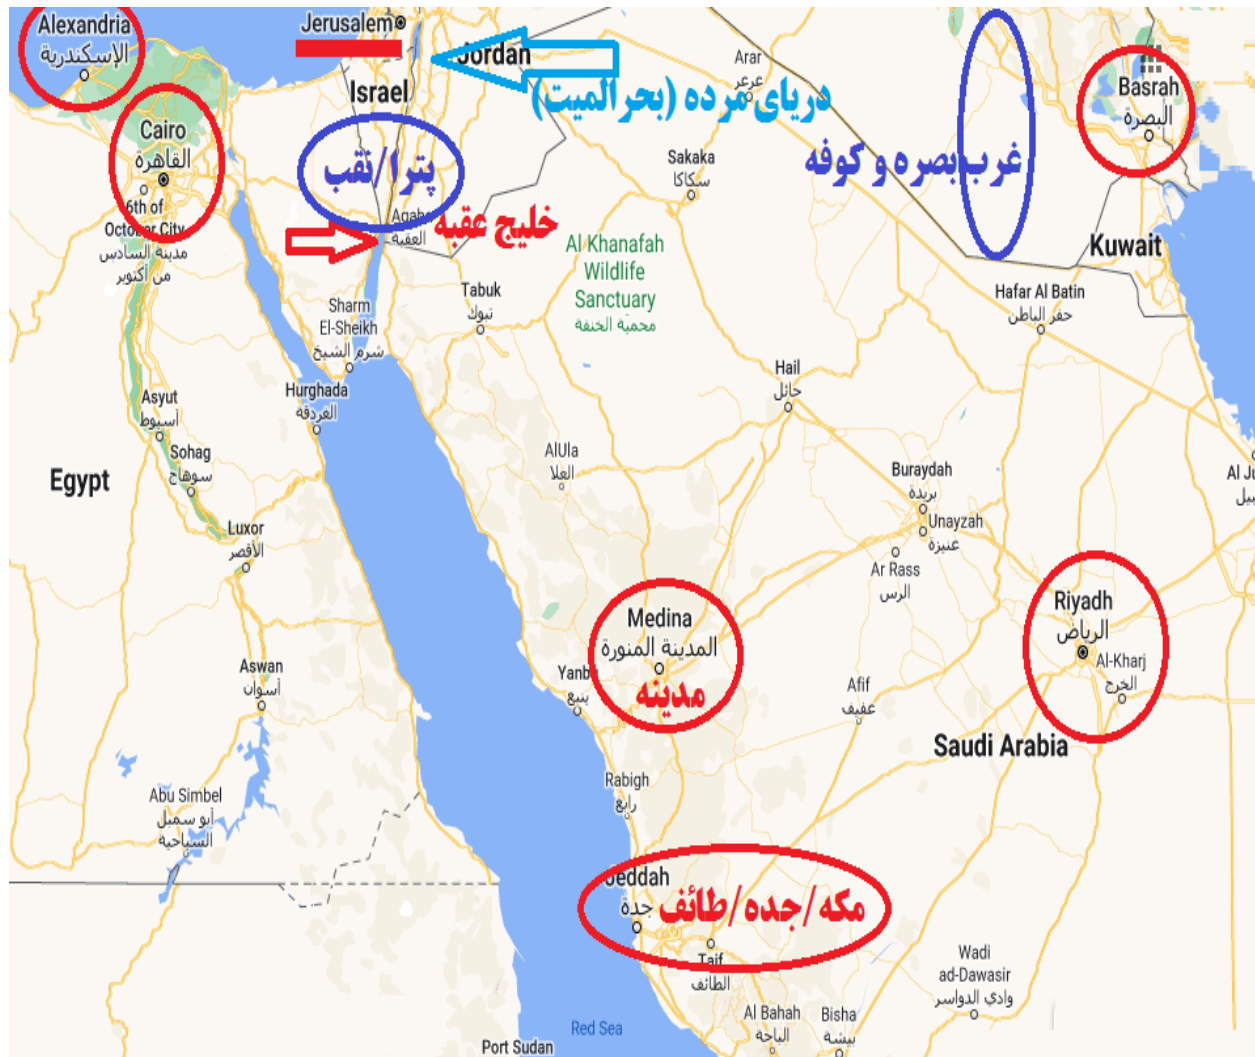 Alexandria
الإسكندرية
Jerusalem
Jordan
Israel
دریای مرده (بحرالمیت)
Arar
عرعر
Basrah
البصرة
Cairo
القاهرة
6th of
October City
مدينة السادس
من أكتوبر
پترا/نقب
Aqaba
العقبة
خلیج عقبه
Sakaka
سكاكا
غرب بصره و کوفه
Kuwait
Al Khanafah
Wildlife
Sanctuary
محمية الخنفة
Tabuk
تبوك
Sharm
El-Sheikh
شرم الشيخ
Hafar Al Batin
حفر الباطن
Hurghada
الغردقة
Hail
حائل
Asyut
أسيوط
Sohag
سوهاج
AlUla
العلا
Buraydah
بريدة
Unayzah
عنيزة
Al Ju
بيل
Egypt
Luxor
الأقصر
Ar Rass
الرس
Medina
المدينة المنورة
مدینه
Riyadh
الرياض
Al-Kharj
الخرج
Yanbu
ينبع
Aswan
أسوان
Afif
عفيف
Saudi Arabia
Rabigh
رابغ
Abu Simbel
أبو سمبل
السياحية
Jeddah
جدة
مکه/جده/طائف
Taif
الطائف
Wadi
ad-Dawasir
وادي الدواسر
Al Bahah
الباحة
Bisha
بيشة
Red Sea
Port Sudan